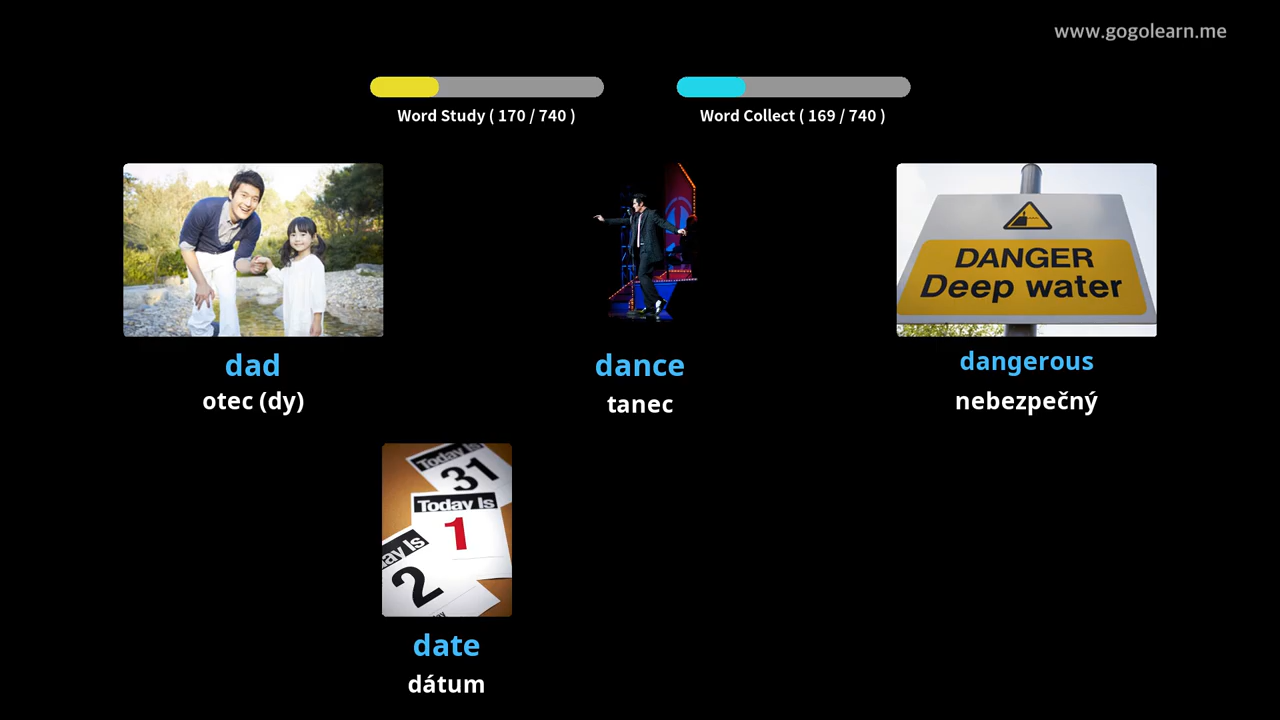 www.gogolearn.me
Word Study ( 170 / 740 )
Word Collect ( 169 / 740 )
DANGER
Deep water
dad
dance
dangerous
otec (dy)
tanec
nebezpečný
Today Is
31
Today Is
1
ay Is
2
date
dátum